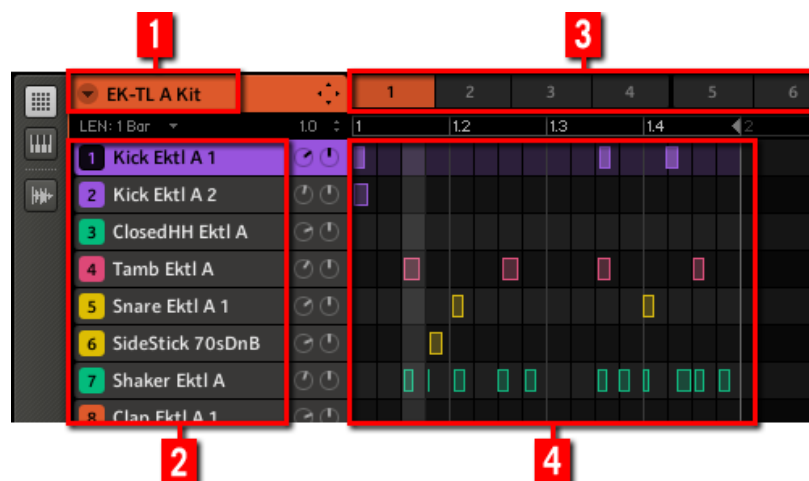 1
3
EK-TL A Kit 1 2 3 4 5 6
LEN: 1 Bar 1.0 1 1.2 1.3 1.4 2
1 Kick Ektl A 1
2 Kick Ektl A 2
3 ClosedHH Ektl A
4 Tamb Ektl A
5 Snare Ektl A 1
6 SideStick 70sDnB
7 Shaker Ektl A
8 Clap Ektl A 1
2
4